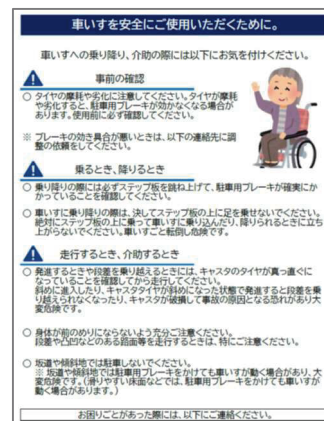 車いすを安全にご使用いただくために。
車いすへの乗り降り、介助の際には以下にお気を付けください。
事前の確認
○ タイヤの摩耗や劣化に注意してください。タイヤが摩耗
や劣化すると、駐車用ブレーキが効かなくなる場合が
あります。使用前に必ず確認してください。
※ ブレーキの効き具合が悪いときは、以下の連絡先に調
整の依頼をしてください。
乗るとき、降りるとき
○ 乗り降りの際には必ずステップ板を跳ね上げて、駐車用ブレーキが確実にか
かっていることを確認してください。
○ 車いすに乗り降りの際は、決してステップ板の上に足を乗せないでください。
絶対にステップ板の上に乗って車いすに乗り込んだり、降りられるときに立ち
上がらないでください。車いすごと転倒し危険です。
走行するとき、介助するとき
○ 発進するときや段差を乗り越えるときには、キャスタのタイヤが真っ直ぐに
なっていることを確認してから走行してください。
斜めに進入したり、キャスタタイヤが斜めになった状態で発進すると段差を乗
り越えられなくなったり、キャスタが破損して事故の原因となる恐れがあり大
変危険です。
○ 身体が前のめりにならないよう充分ご注意ください。
段差や凸凹などのある路面等を走行するときは、特にご注意ください。
○ 坂道や傾斜地では駐車しないでください。
※ 坂道や傾斜地では駐車用ブレーキをかけても車いすが動く場合があり、大
変危険です。（滑りやすい床面などでは、駐車用ブレーキをかけても車いすが
動く場合があります。）
お困りごとがあった際には、以下にご連絡ください。